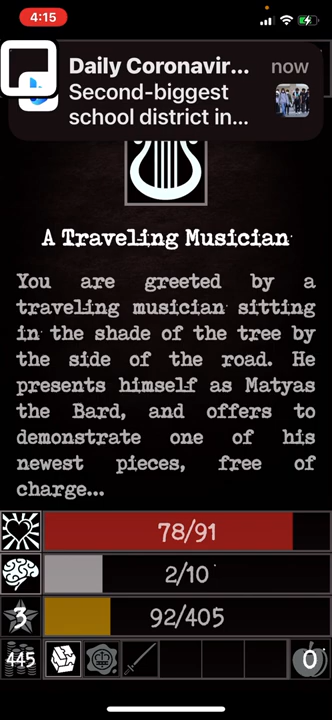 4:15
Daily Coronavir... now
Second-biggest
school district in...
A Traveling Musician
You are greeted by a
traveling musician sitting
in the shade of the tree by
the side of the road. He
presents himself as Matyas
the Bard, and offers to
demonstrate one of his
newest pieces, free of
charge...
78/91
2/10
3 92/405
445 0